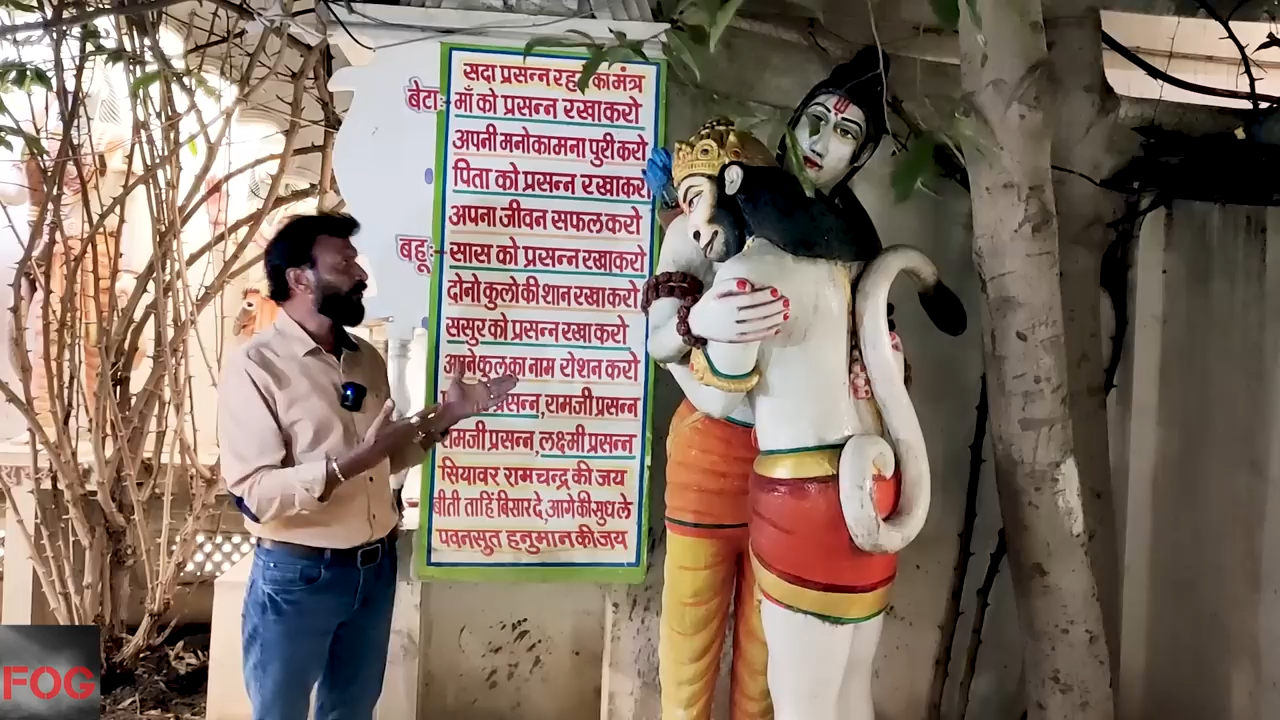 सदा प्रसन्न का मंत्र
बेटा:- माँ को प्रसन्न रखा करो
अपनी मनोकामना पुरी करो
पिता को प्रसन्न रखा करो
अपना जीवन सफल करो
बहू:- सास को प्रसन्न रखा करो
दोनो कुलो की शान रखा करो
ससुर को प्रसन्न रखा करो
अपने कुल का नाम रोशन करो
प्रसन्न, रामजी प्रसन्न
रामजी प्रसन्न, लक्ष्मी प्रसन्न
सियावर रामचन्द्र की जय
बीती ताहिं बिसार दे, आगे की सुध ले
पवनसुत हनुमान की जय
FOG